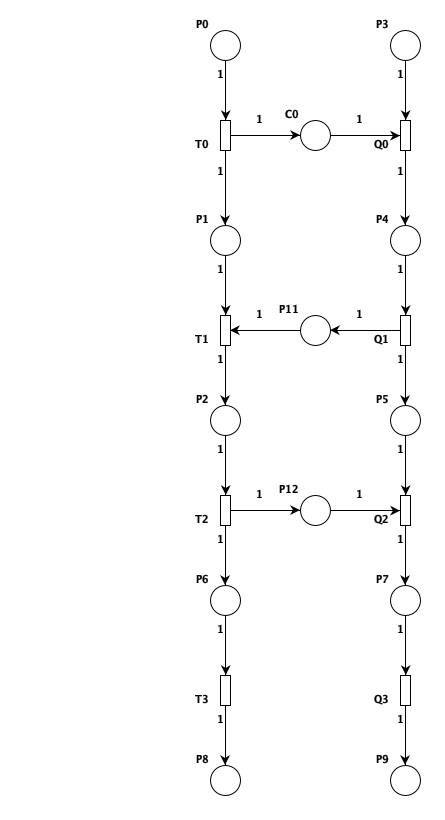 P0 P3
1 1
1 C0 1
T0 Q0
1 1
P1 P4
1 1
1 P11 1
T1 Q1
1 1
P2 P5
1 1
1 P12 1
T2 Q2
1 1
P6 P7
1 1
T3 Q3
1 1
P8 P9